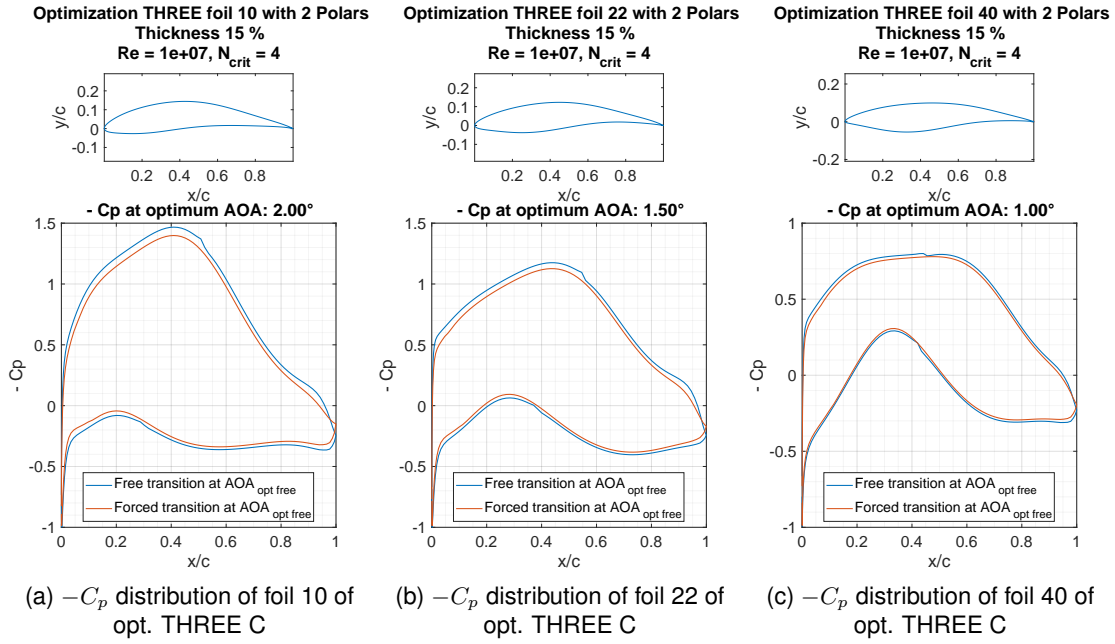 Optimization THREE foil 10 with 2 Polars
Thickness 15 %
Re = 1e+07, N_crit = 4
0.2
0.1
0
-0.1
y/c
0.2 0.4 0.6 0.8
x/c
- Cp at optimum AOA: 2.00°
1.5
1
0.5
0
-0.5
-1
- Cp
Free transition at AOA opt free
Forced transition at AOA opt free
0 0.2 0.4 0.6 0.8 1
x/c
(a) −C_p distribution of foil 10 of
opt. THREE C
Optimization THREE foil 22 with 2 Polars
Thickness 15 %
Re = 1e+07, N_crit = 4
0.2
0.1
0
-0.1
y/c
0.2 0.4 0.6 0.8
x/c
- Cp at optimum AOA: 1.50°
1.5
1
0.5
0
-0.5
-1
- Cp
Free transition at AOA opt free
Forced transition at AOA opt free
0 0.2 0.4 0.6 0.8 1
x/c
(b) −C_p distribution of foil 22 of
opt. THREE C
Optimization THREE foil 40 with 2 Polars
Thickness 15 %
Re = 1e+07, N_crit = 4
0.2
0
-0.2
y/c
0.2 0.4 0.6 0.8
x/c
- Cp at optimum AOA: 1.00°
1
0.5
0
-0.5
-1
- Cp
Free transition at AOA opt free
Forced transition at AOA opt free
0 0.2 0.4 0.6 0.8 1
x/c
(c) −C_p distribution of foil 40 of
opt. THREE C